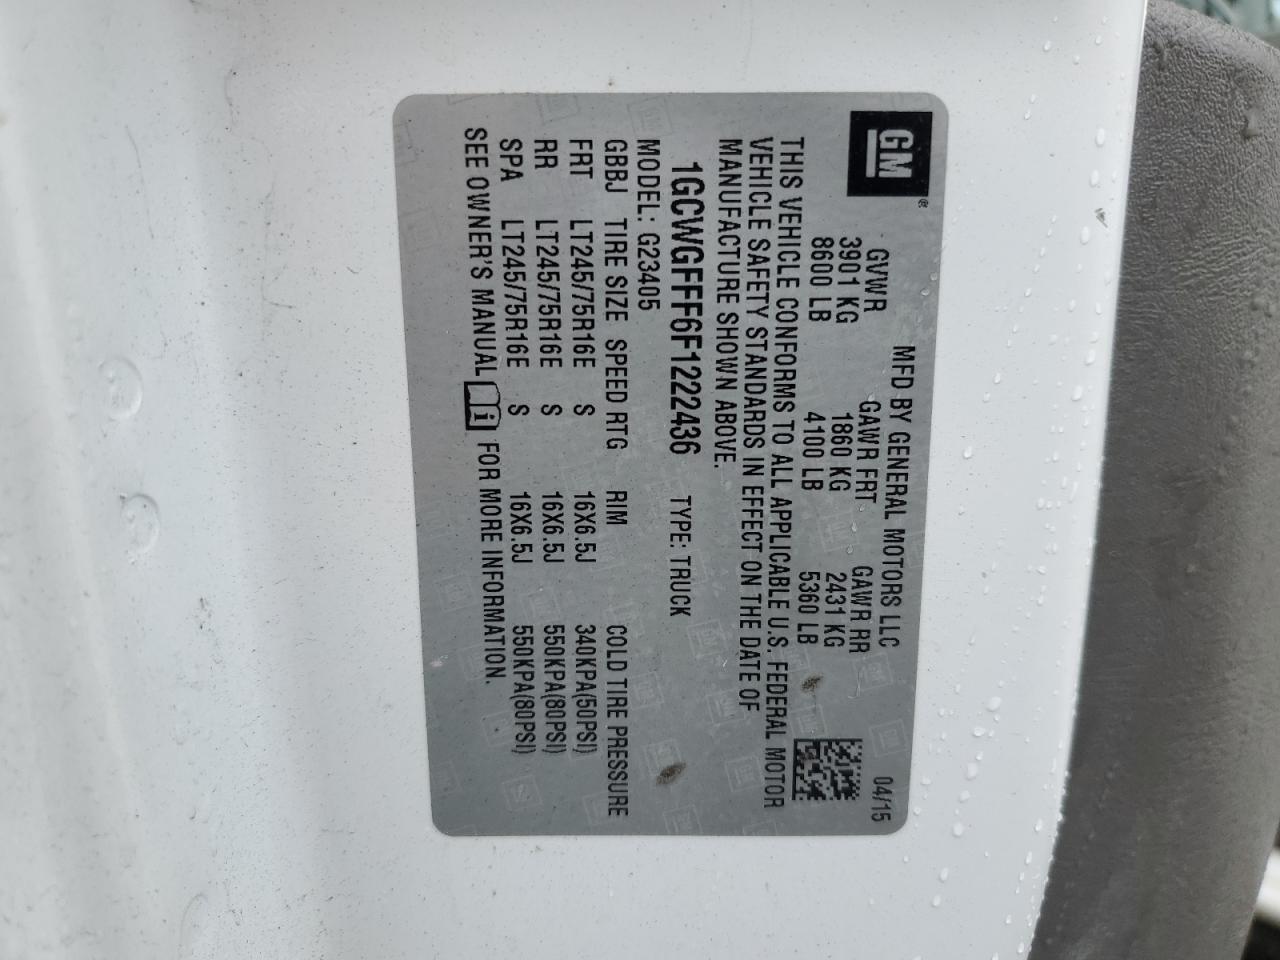 GM®
MFD BY GENERAL MOTORS LLC 04/15
GVWR GAWR FRT GAWR RR
3901 KG 1860 KG 2431 KG
8600 LB 4100 LB 5360 LB
THIS VEHICLE CONFORMS TO ALL APPLICABLE U.S. FEDERAL MOTOR
VEHICLE SAFETY STANDARDS IN EFFECT ON THE DATE OF
MANUFACTURE SHOWN ABOVE.
1GCWGFFF6F1222436 TYPE: TRUCK
MODEL: G23405
GBBJ TIRE SIZE SPEED RTG RIM COLD TIRE PRESSURE
FRT LT245/75R16E S 16X6.5J 340KPA(50PSI)
RR LT245/75R16E S 16X6.5J 550KPA(80PSI)
SPA LT245/75R16E S 16X6.5J 550KPA(80PSI)
SEE OWNER'S MANUAL i FOR MORE INFORMATION.